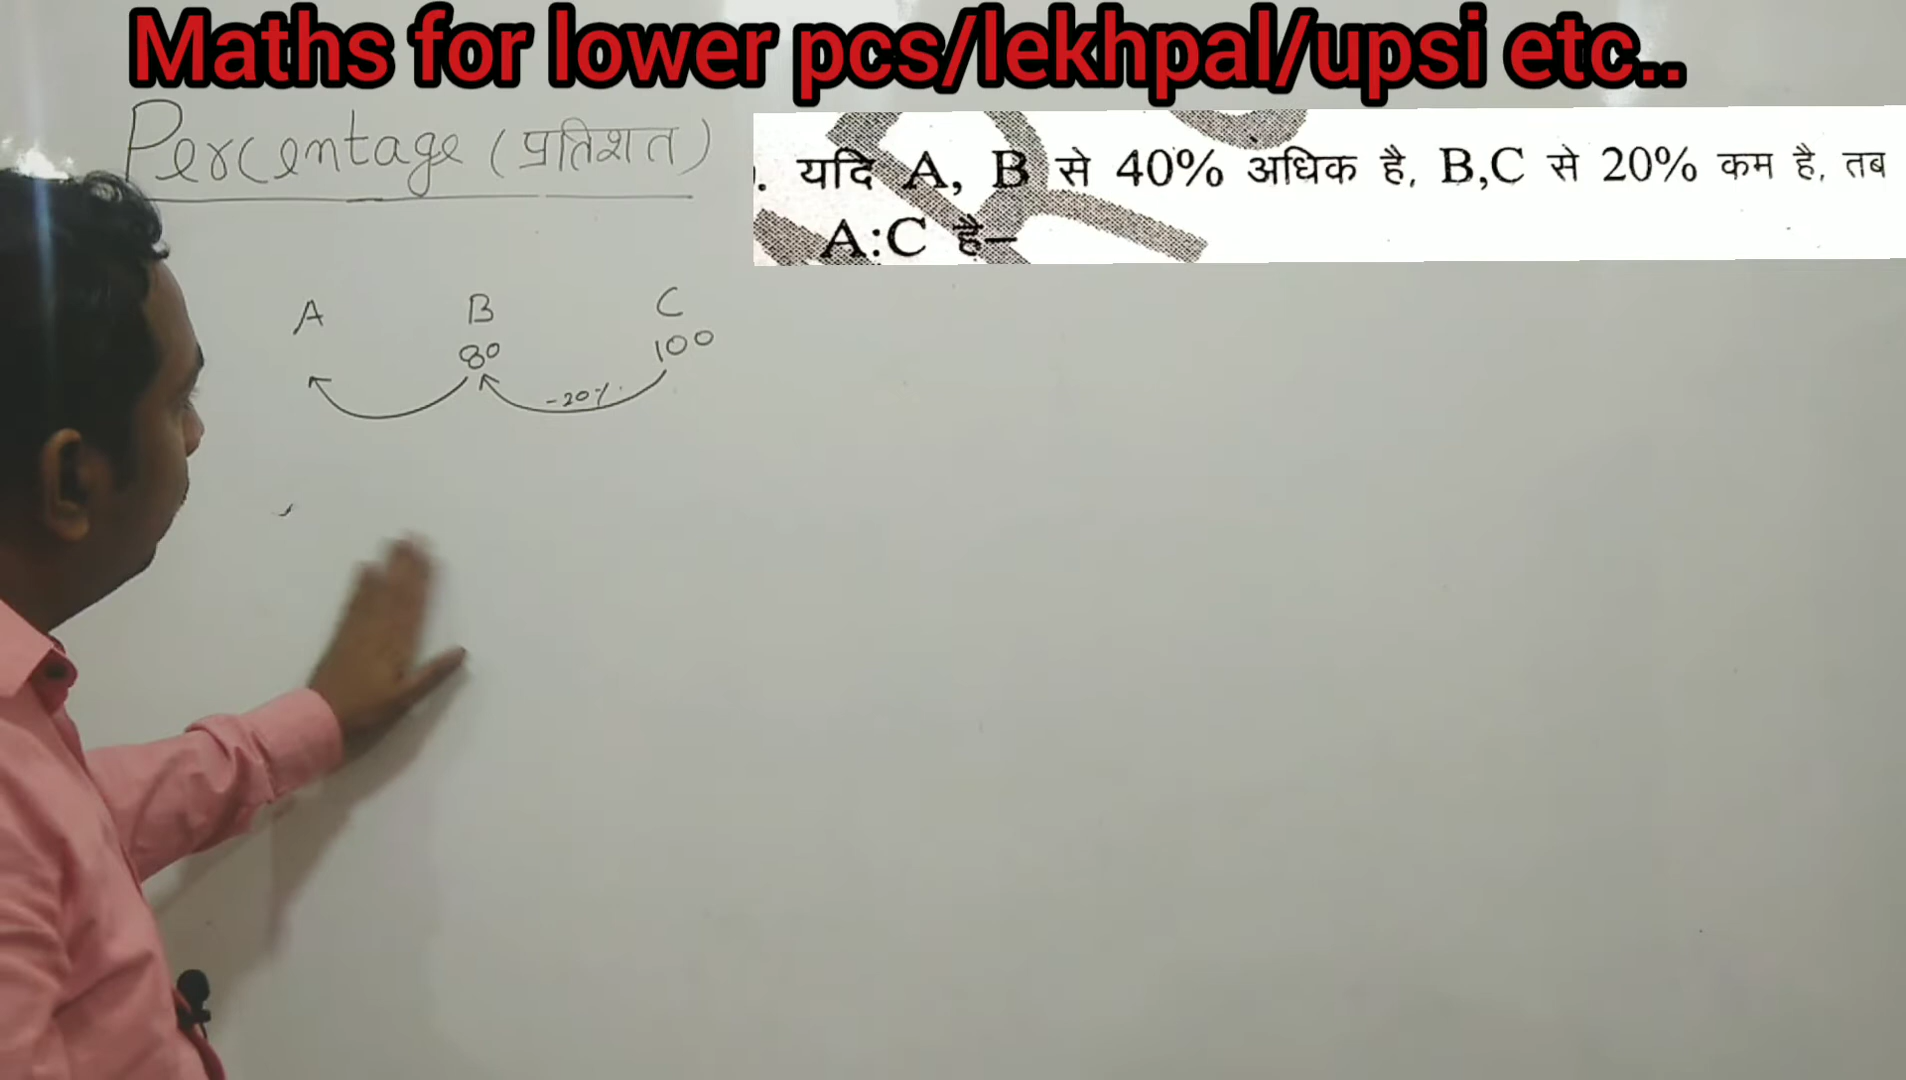 Maths for lower pcs/lekhpal/upsi etc..
Percentage (प्रतिशत)
. यदि A, B से 40% अधिक है, B,C से 20% कम है, तब
A:C है–
A B C
80 100
-20%